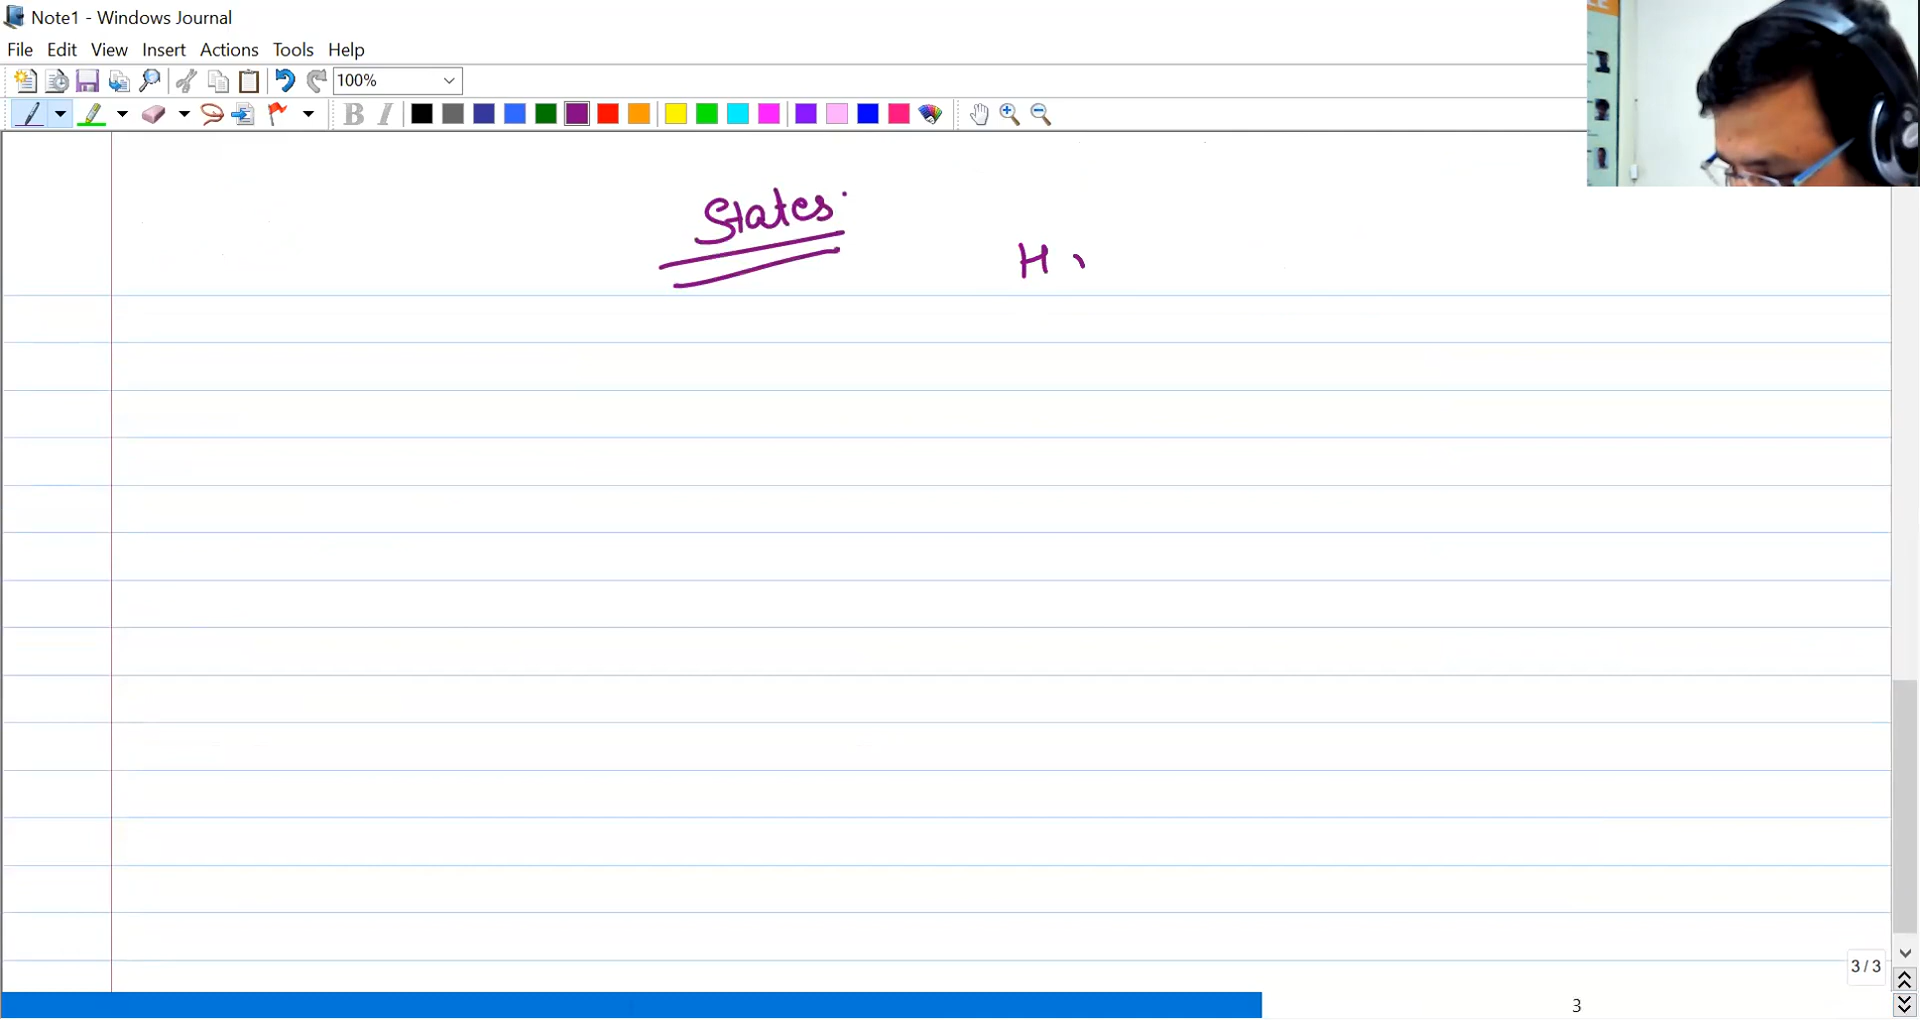 Note1 - Windows Journal
File Edit View Insert Actions Tools Help
100%
B I
States
H
3 / 3
3